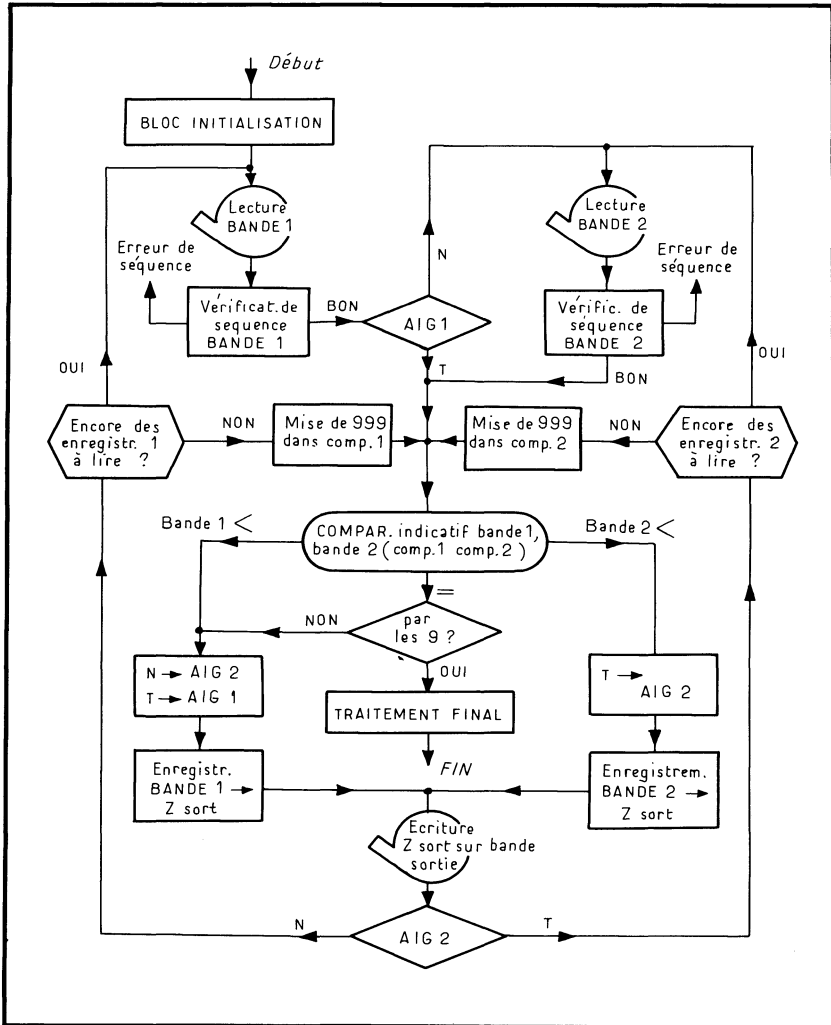 Début
BLOC INITIALISATION
Lecture
BANDE 1
Lecture
BANDE 2
Erreur de
séquence
N
Erreur de
séquence
Vérificat. de
séquence
BANDE 1
BON
AIG 1
Vérific. de
séquence
BANDE 2
OUI
T
BON
OUI
Encore des
enregistr. 1
à lire ?
NON
Mise de 999
dans comp. 1
Mise de 999
dans comp. 2
NON
Encore des
enregistr. 2
à lire ?
Bande 1 <
COMPAR. indicatif bande 1,
bande 2 (comp. 1 comp. 2)
Bande 2 <
=
NON
par
les 9 ?
N → AIG 2
T → AIG 1
OUI
T →
AIG 2
TRAITEMENT FINAL
FIN
Enregistr.
BANDE 1 →
Z sort
Enregistrem.
BANDE 2 →
Z sort
Ecriture
Z sort sur bande
sortie
N
AIG 2
T